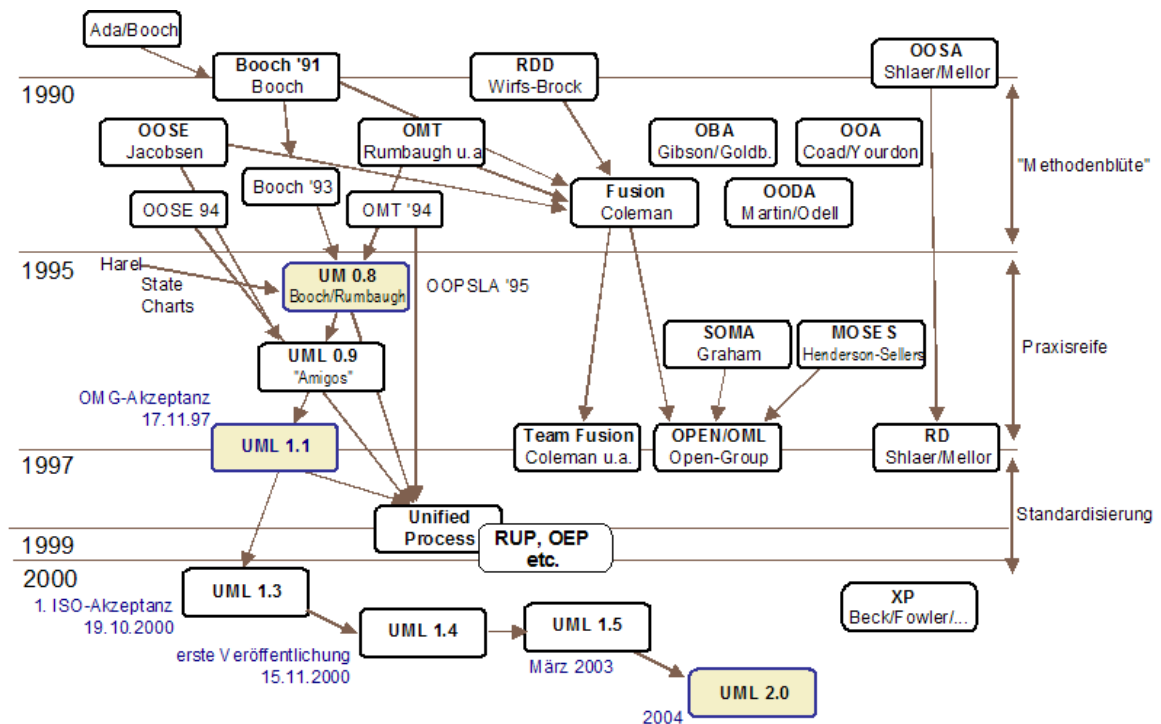 Ada/Booch
Booch '91
Booch
RDD
Wirfs-Brock
OOSA
Shlaer/Mellor
1990
OOSE
Jacobsen
OMT
Rumbaugh u.a
OBA
Gibson/Goldb.
OOA
Coad/Yourdon
"Methodenblüte"
Booch '93
Fusion
Coleman
OODA
Martin/Odell
OOSE 94
OMT '94
1995
Harel
State
Charts
UM 0.8
Booch/Rumbaugh
OOPSLA '95
SOMA
Graham
MOSES
Henderson-Sellers
Praxisreife
UML 0.9
"Amigos"
OMG-Akzeptanz
17.11.97
UML 1.1
Team Fusion
Coleman u.a.
OPEN/OML
Open-Group
RD
Shlaer/Mellor
1997
Unified
Process
Standardisierung
RUP, OEP
etc.
1999
2000
UML 1.3
1. ISO-Akzeptanz
19.10.2000
XP
Beck/Fowler/...
UML 1.4
UML 1.5
erste Veröffentlichung
15.11.2000
März 2003
UML 2.0
2004